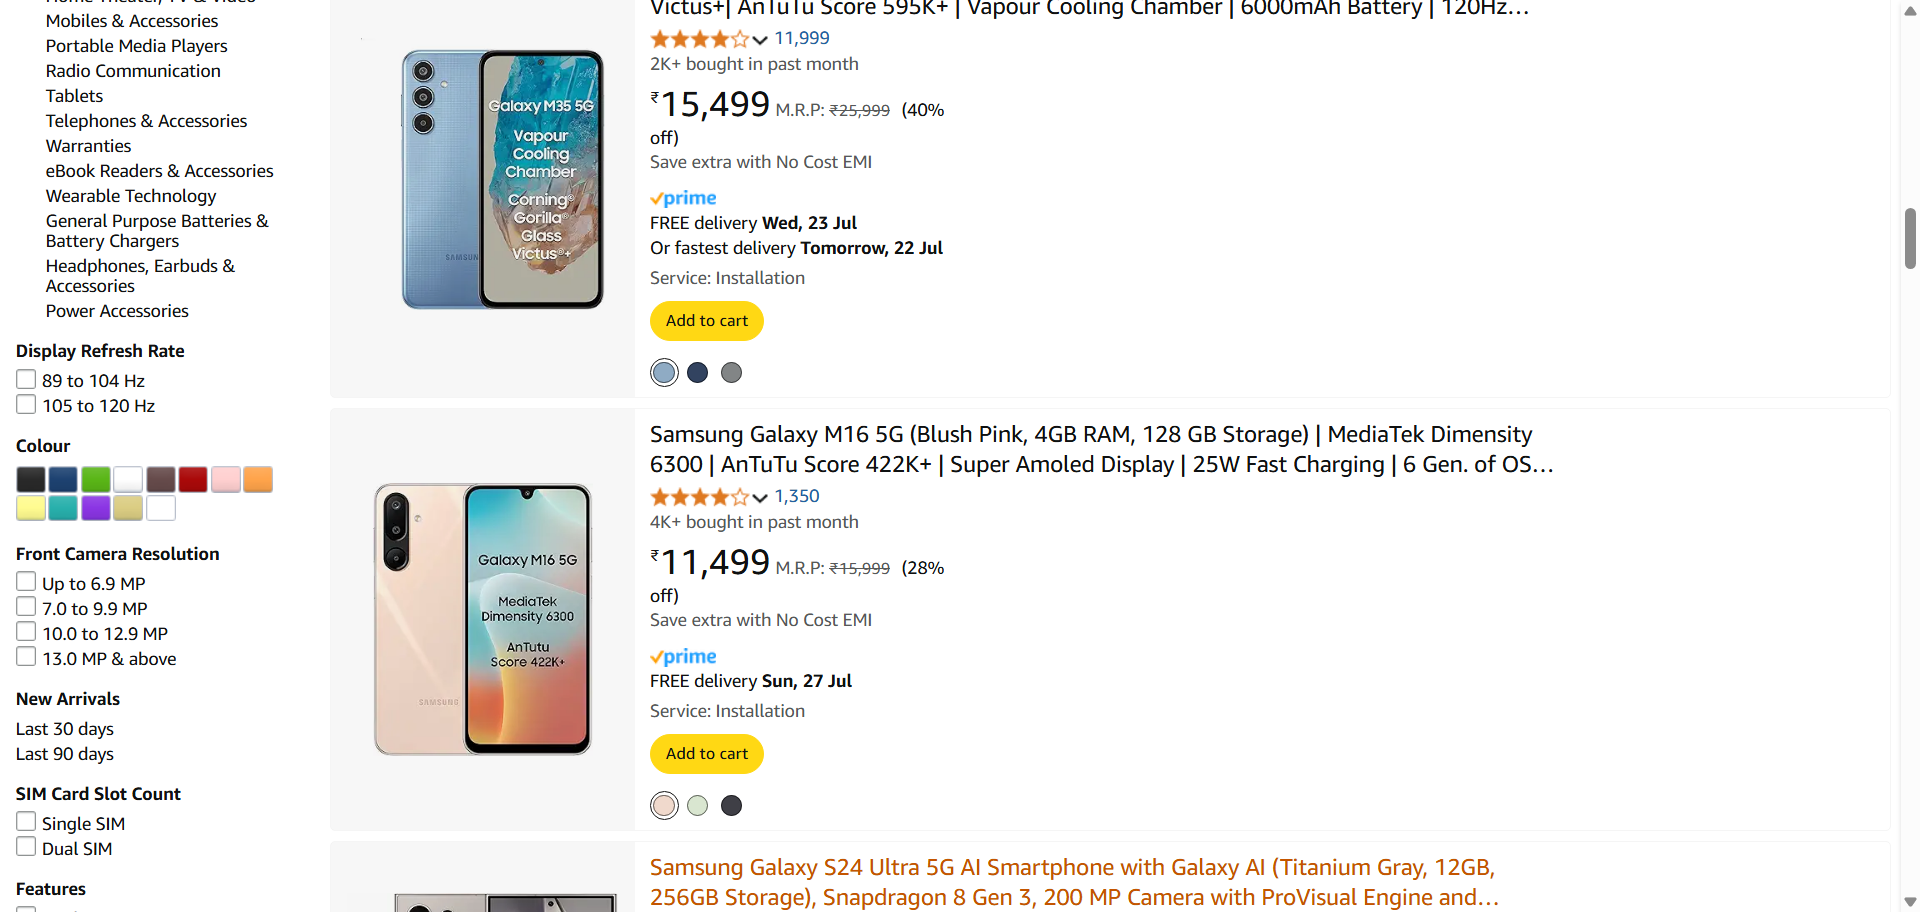 Mobiles & Accessories
Portable Media Players
Radio Communication
Tablets
Telephones & Accessories
Warranties
eBook Readers & Accessories
Wearable Technology
General Purpose Batteries &
Battery Chargers
Headphones, Earbuds &
Accessories
Power Accessories
Display Refresh Rate
89 to 104 Hz
105 to 120 Hz
Colour
Front Camera Resolution
Up to 6.9 MP
7.0 to 9.9 MP
10.0 to 12.9 MP
13.0 MP & above
New Arrivals
Last 30 days
Last 90 days
SIM Card Slot Count
Single SIM
Dual SIM
Features
Galaxy M35 5G
Vapour
Cooling
Chamber
Corning®
Gorilla®
Glass
Victus®+
SAMSUNG
Victus+| AnTuTu Score 595K+ | Vapour Cooling Chamber | 6000mAh Battery | 120Hz…
11,999
2K+ bought in past month
₹15,499 M.R.P: ₹25,999 (40%
off)
Save extra with No Cost EMI
prime
FREE delivery Wed, 23 Jul
Or fastest delivery Tomorrow, 22 Jul
Service: Installation
Add to cart
Galaxy M16 5G
MediaTek
Dimensity 6300
AnTutu
Score 422K+
SAMSUNG
Samsung Galaxy M16 5G (Blush Pink, 4GB RAM, 128 GB Storage) | MediaTek Dimensity
6300 | AnTuTu Score 422K+ | Super Amoled Display | 25W Fast Charging | 6 Gen. of OS…
1,350
4K+ bought in past month
₹11,499 M.R.P: ₹15,999 (28%
off)
Save extra with No Cost EMI
prime
FREE delivery Sun, 27 Jul
Service: Installation
Add to cart
Samsung Galaxy S24 Ultra 5G AI Smartphone with Galaxy AI (Titanium Gray, 12GB,
256GB Storage), Snapdragon 8 Gen 3, 200 MP Camera with ProVisual Engine and…